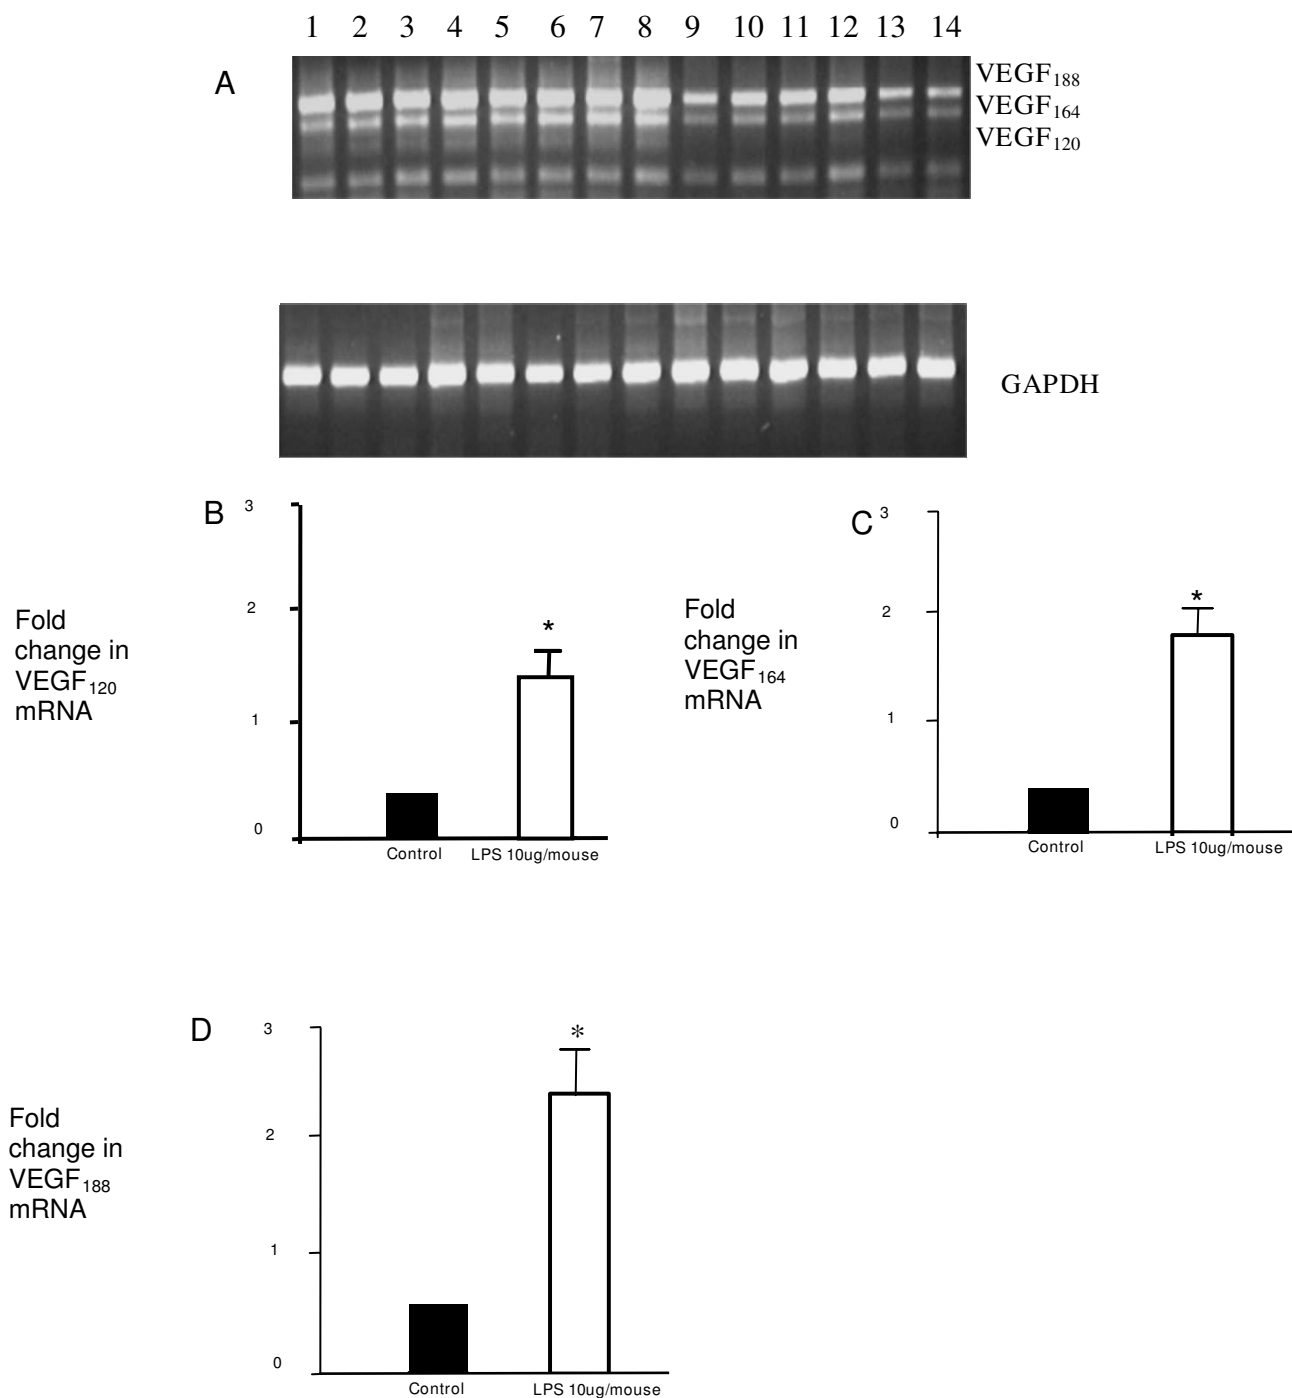 1 2 3 4 5 6 7 8 9 10 11 12 13 14
A
VEGF188
VEGF164
VEGF120
GAPDH
B
3
2
1
0
Fold
change in
VEGF120
mRNA
*
Control LPS 10ug/mouse
C
3
2
1
0
Fold
change in
VEGF164
mRNA
*
Control LPS 10ug/mouse
D
3
2
1
0
Fold
change in
VEGF188
mRNA
*
Control LPS 10ug/mouse